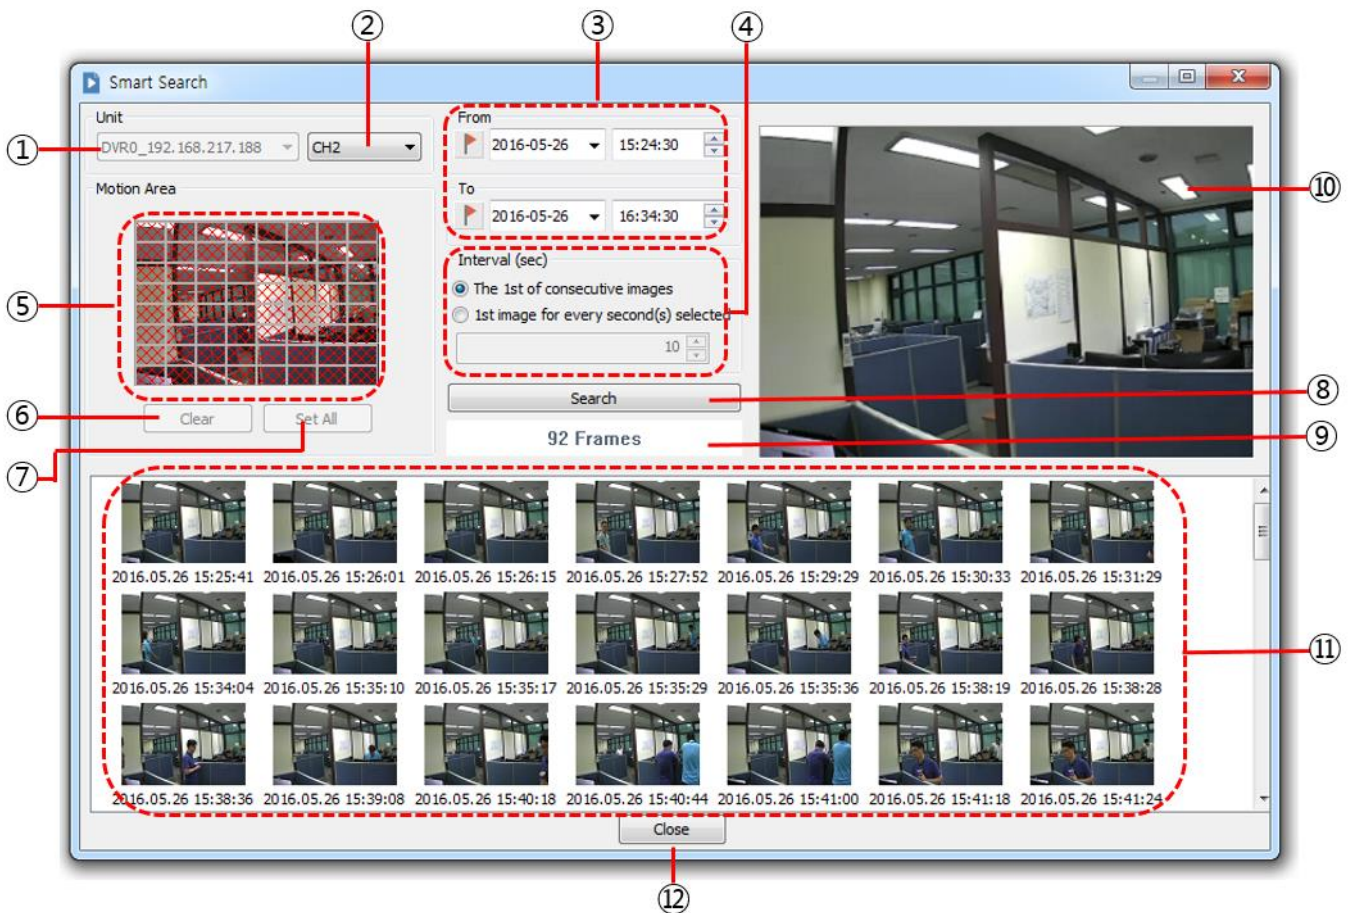 ② ③ ④
Smart Search
Unit
① DVR0_192.168.217.188 CH2
From
2016-05-26 15:24:30
⑩
Motion Area
To
2016-05-26 16:34:30
Interval (sec)
The 1st of consecutive images
⑤
1st image for every second(s) selected
10
Search ⑧
⑥ Clear Set All
92 Frames ⑨
⑦
2016.05.26 15:25:41 2016.05.26 15:26:01 2016.05.26 15:26:15 2016.05.26 15:27:52 2016.05.26 15:29:29 2016.05.26 15:30:33 2016.05.26 15:31:29
⑪
2016.05.26 15:34:04 2016.05.26 15:35:10 2016.05.26 15:35:17 2016.05.26 15:35:29 2016.05.26 15:35:36 2016.05.26 15:38:19 2016.05.26 15:38:28
2016.05.26 15:38:36 2016.05.26 15:39:08 2016.05.26 15:40:18 2016.05.26 15:40:44 2016.05.26 15:41:00 2016.05.26 15:41:18 2016.05.26 15:41:24
Close
⑫